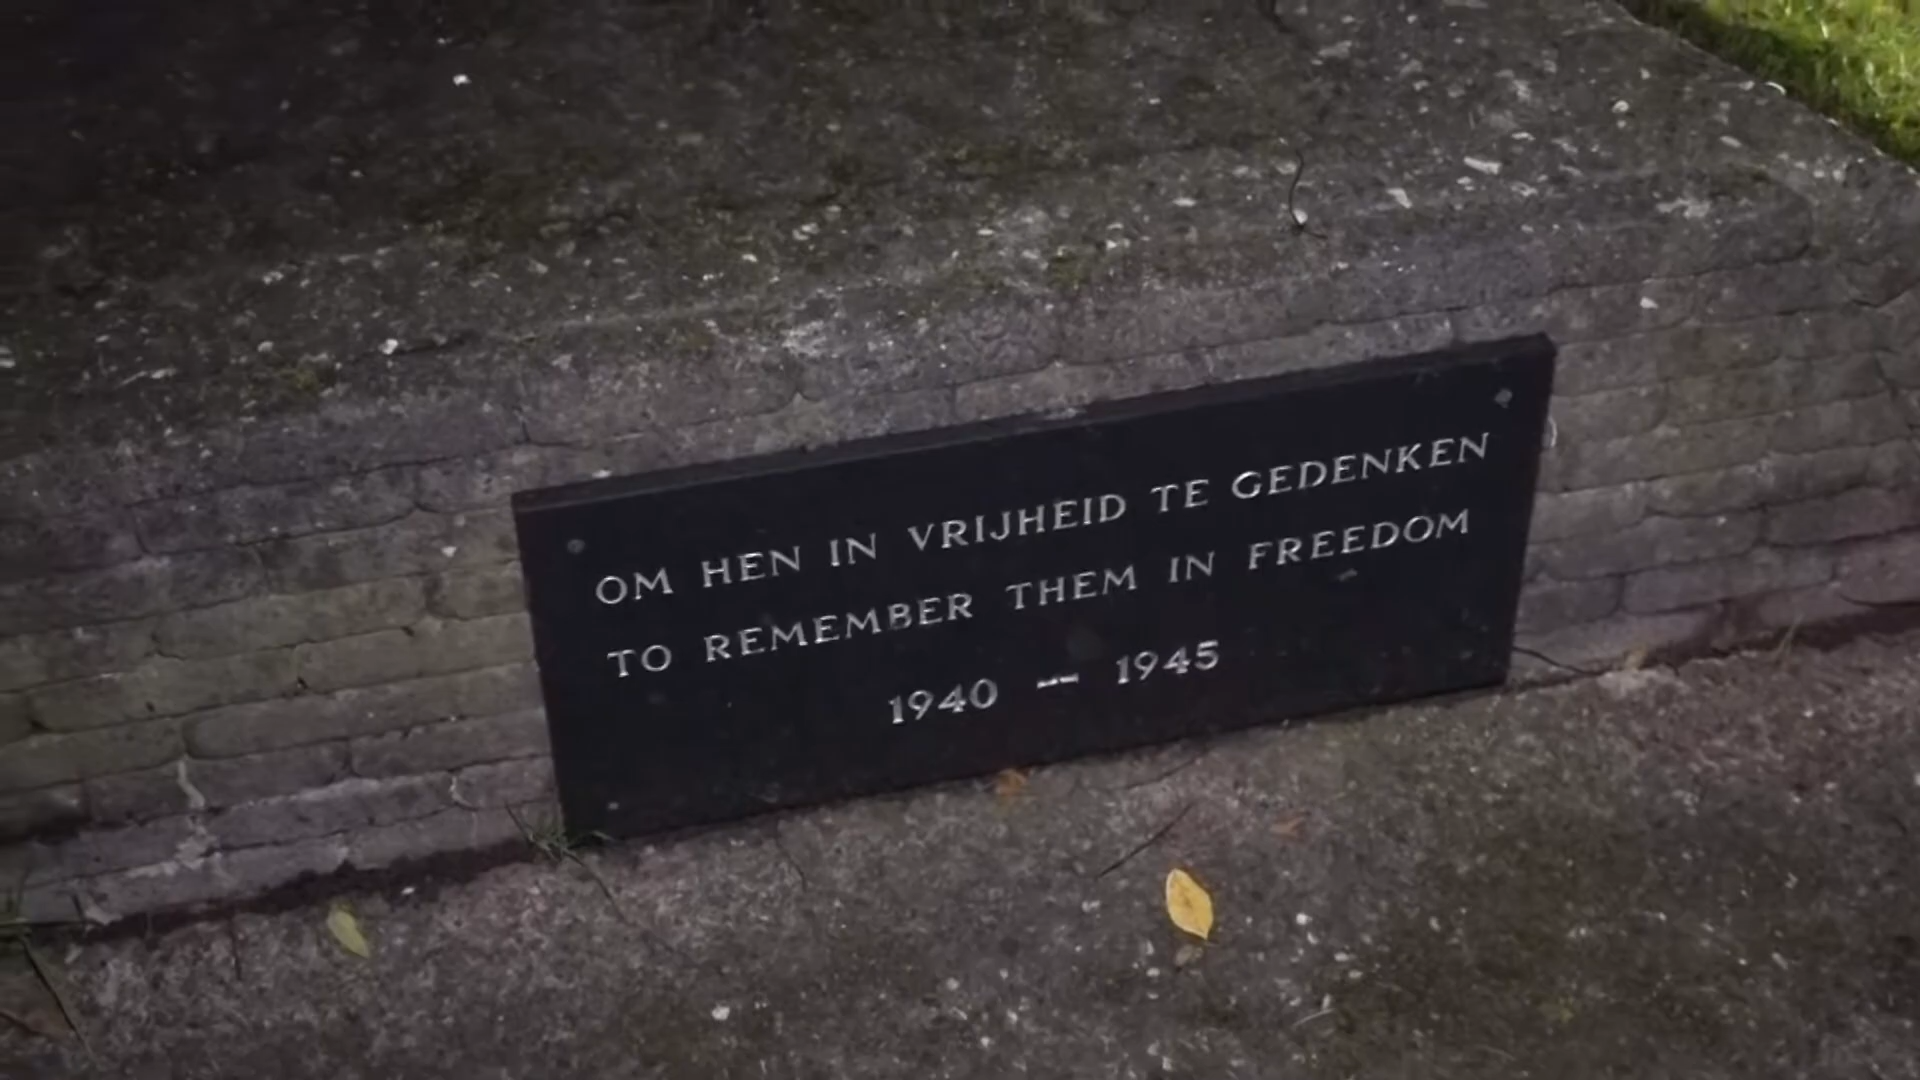 OM HEN IN VRIJHEID TE GEDENKEN
TO REMEMBER THEM IN FREEDOM
1940 -- 1945